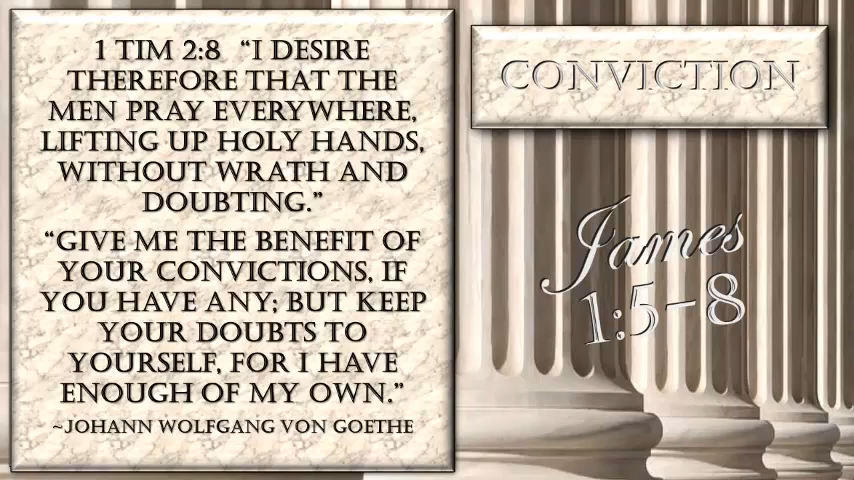 1 TIM 2:8 "I DESIRE
THEREFORE THAT THE
MEN PRAY EVERYWHERE,
LIFTING UP HOLY HANDS,
WITHOUT WRATH AND
DOUBTING."
"GIVE ME THE BENEFIT OF
YOUR CONVICTIONS, IF
YOU HAVE ANY; BUT KEEP
YOUR DOUBTS TO
YOURSELF, FOR I HAVE
ENOUGH OF MY OWN."
~JOHANN WOLFGANG VON GOETHE
CONVICTION
James
1:5-8